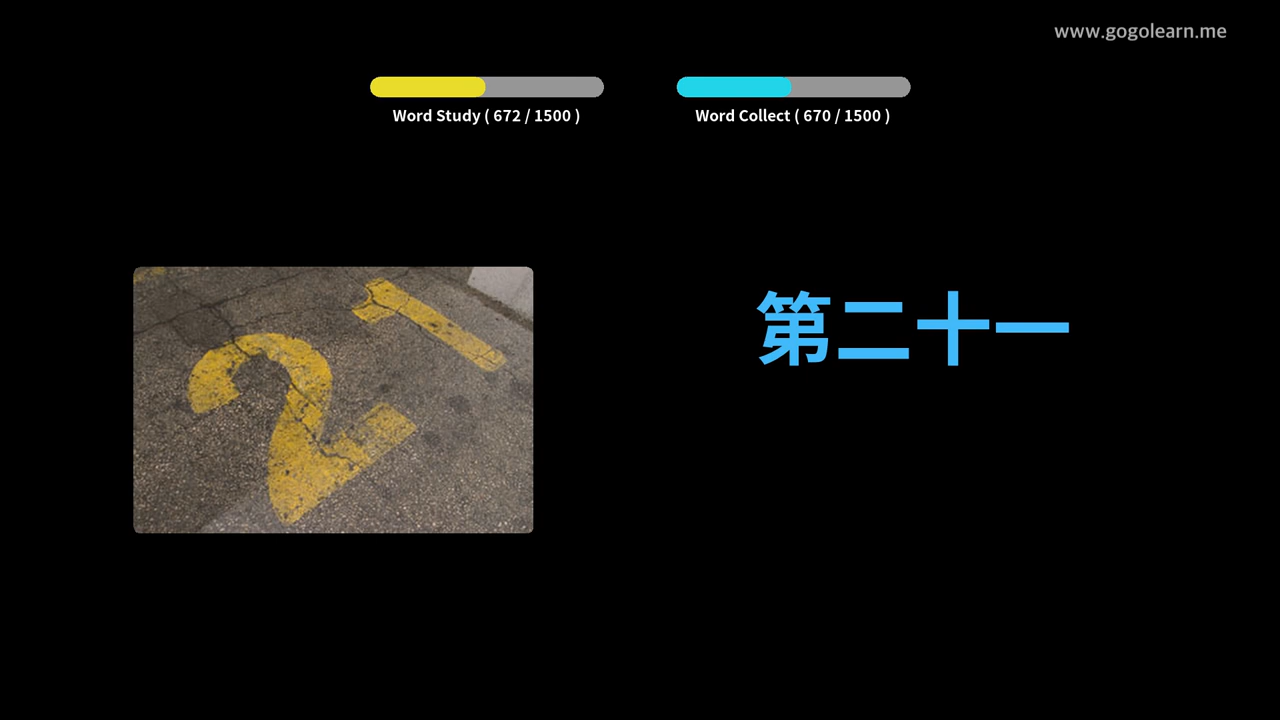 www.gogolearn.me
Word Study ( 672 / 1500 )
Word Collect ( 670 / 1500 )
21
第二十一